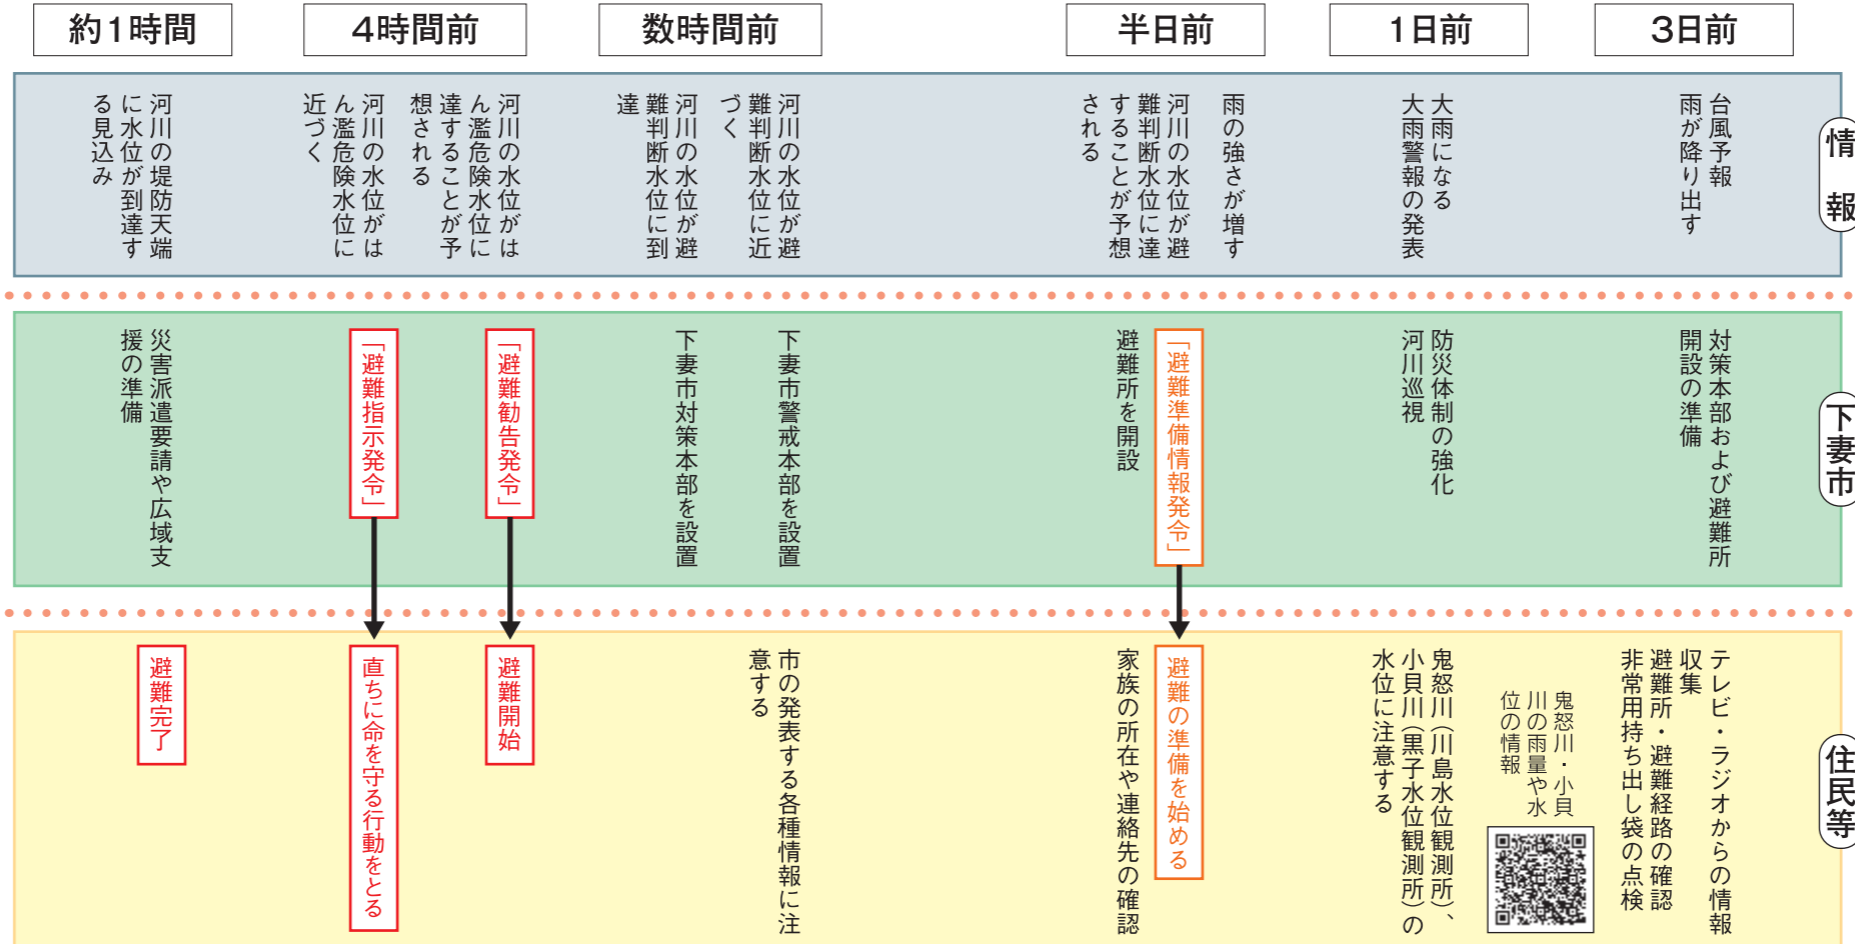 3日前
1日前
半日前
数時間前
4時間前
約1時間
情報
台風予報
雨が降り出す
大雨になる
大雨警報の発表
雨の強さが増す
河川の水位が避
難判断水位に達
することが予想
される
河川の水位が避
難判断水位に近
づく
河川の水位が避
難判断水位に到
達
河川の水位がは
ん濫危険水位に
達することが予
想される
河川の水位がは
ん濫危険水位に
近づく
河川の堤防天端
に水位が到達す
る見込み
下妻市
対策本部および避難所
開設の準備
防災体制の強化
河川巡視
「避難準備情報発令」
避難所を開設
下妻市警戒本部を設置
下妻市対策本部を設置
「避難勧告発令」
「避難指示発令」
災害派遣要請や広域支
援の準備
住民等
テレビ・ラジオからの情報
収集
避難所・避難経路の確認
非常用持ち出し袋の点検
鬼怒川・小貝
川の雨量や水
位の情報
鬼怒川（川島水位観測所）、
小貝川（黒子水位観測所）の
水位に注意する
避難の準備を始める
家族の所在や連絡先の確認
市の発表する各種情報に注
意する
避難開始
直ちに命を守る行動をとる
避難完了